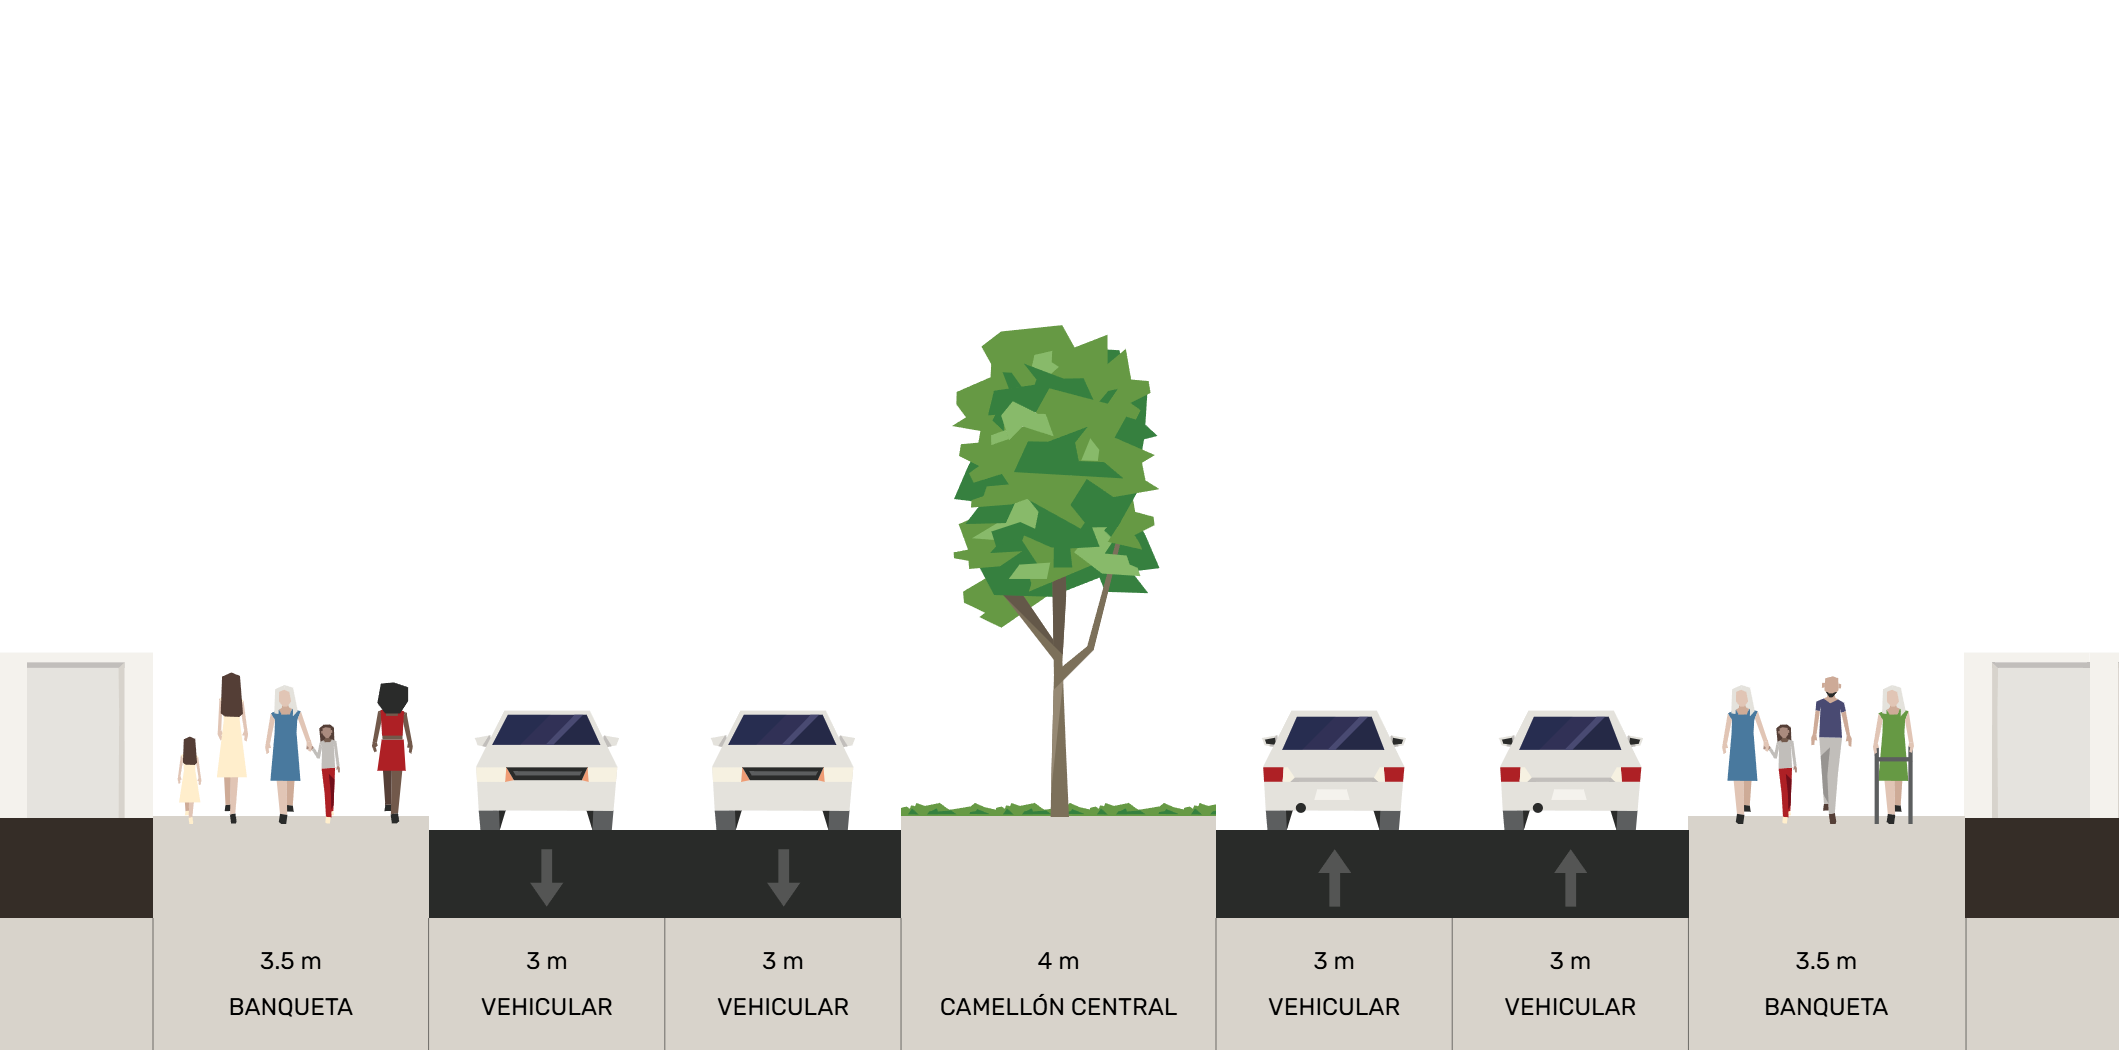 3.5 m
BANQUETA
3 m
VEHICULAR
3 m
VEHICULAR
4 m
CAMELLÓN CENTRAL
3 m
VEHICULAR
3 m
VEHICULAR
3.5 m
BANQUETA